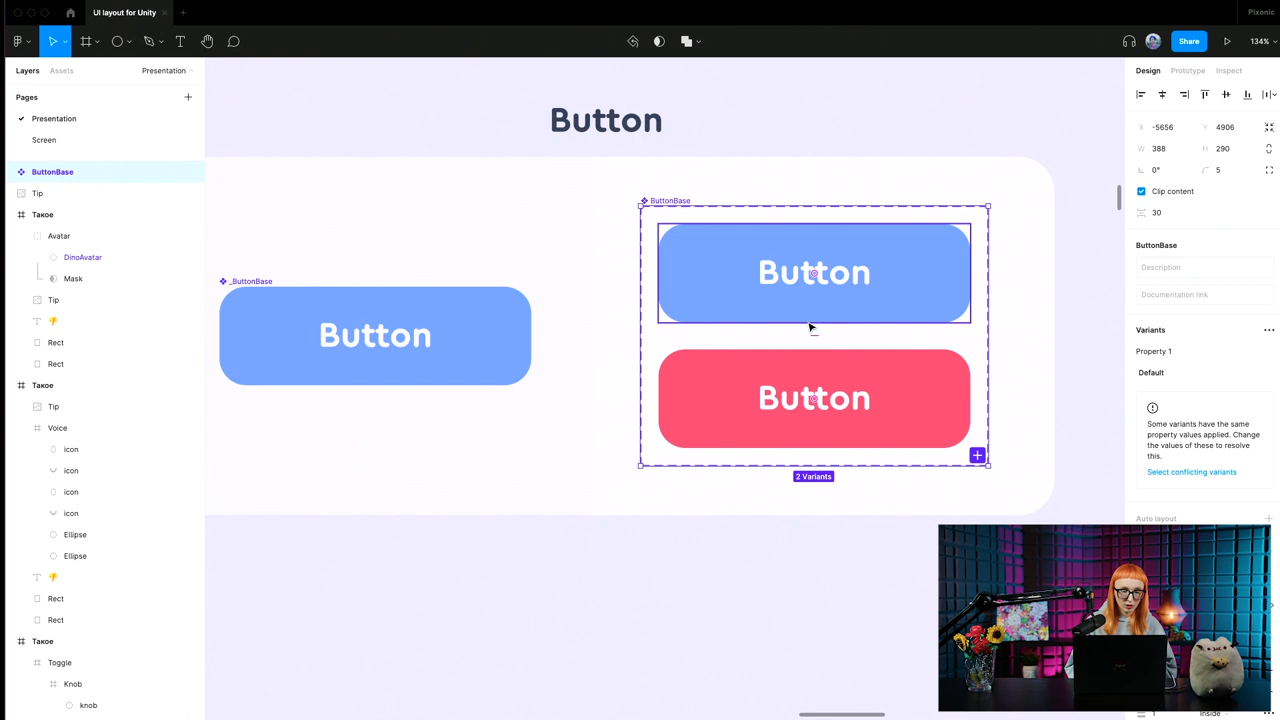 UI layout for Unity
Pixonic
Share
134%
Layers
Assets
Presentation
Pages
Presentation
Screen
ButtonBase
Tip
Такое
Avatar
DinoAvatar
Mask
Tip
Rect
Rect
Такое
Tip
Voice
icon
icon
icon
icon
Ellipse
Ellipse
Rect
Rect
Такое
Toggle
Knob
knob
Button
_ButtonBase
Button
ButtonBase
Button
Button
2 Variants
Design
Prototype
Inspect
X -5656 Y 4906
W 388 H 290
0° 5
Clip content
30
ButtonBase
Description
Documentation link
Variants
Property 1
Default
Some variants have the same
property values applied. Change
the values of these to resolve
this.
Select conflicting variants
Auto layout
1 Inside